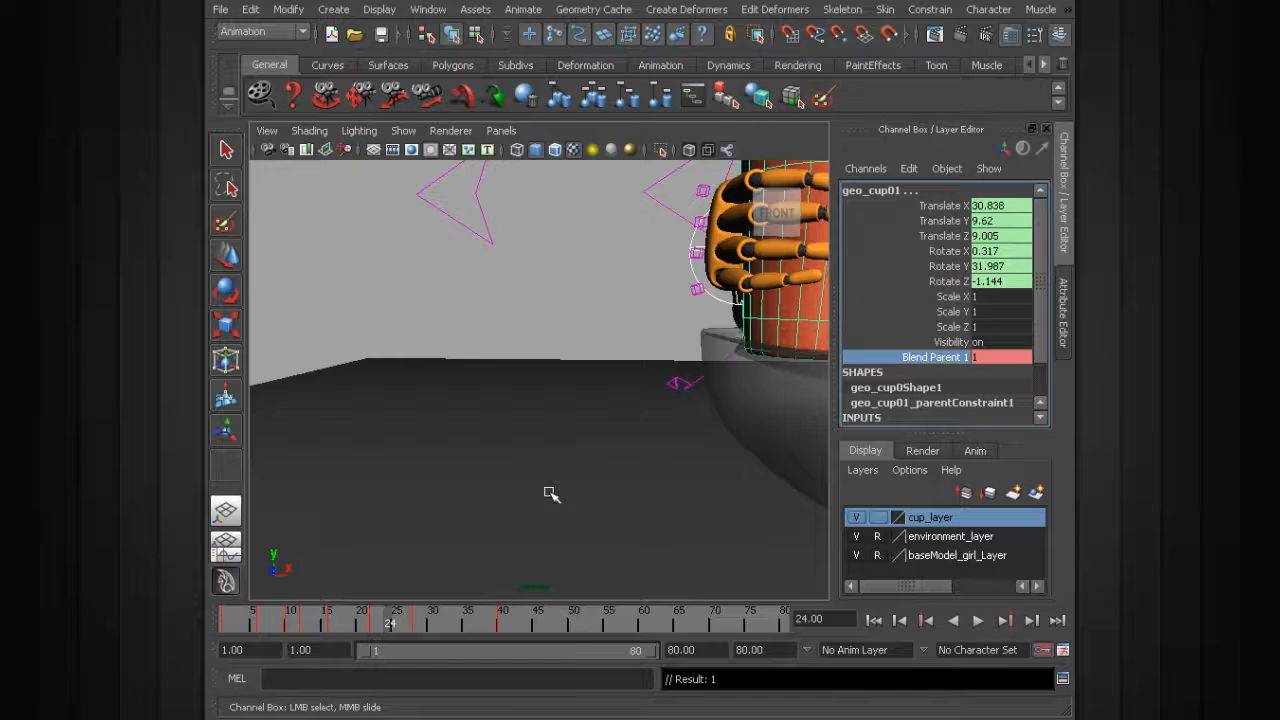 File Edit Modify Create Display Window Assets Animate Geometry Cache Create Deformers Edit Deformers Skeleton Skin Constrain Character Muscle »
Animation
General Curves Surfaces Polygons Subdivs Deformation Animation Dynamics Rendering PaintEffects Toon Muscle
View Shading Lighting Show Renderer Panels
FRONT
y
x
Channel Box / Layer Editor
Channels Edit Object Show
geo_cup01 ...
Translate X 30.838
Translate Y 9.62
Translate Z 9.005
Rotate X 0.317
Rotate Y 31.987
Rotate Z -1.144
Scale X 1
Scale Y 1
Scale Z 1
Visibility on
Blend Parent 1 1
SHAPES
geo_cup0Shape1
geo_cup01_parentConstraint1
INPUTS
Channel Box / Layer Editor
Attribute Editor
Display Render Anim
Layers Options Help
V cup_layer
V R environment_layer
V R baseModel_girl_Layer
5 10 15 20 25 30 35 40 45 50 55 60 65 70 75 80
24
24.00
1.00 1.00 1 80 80.00 80.00 No Anim Layer No Character Set
MEL // Result: 1
Channel Box: LMB select, MMB slide